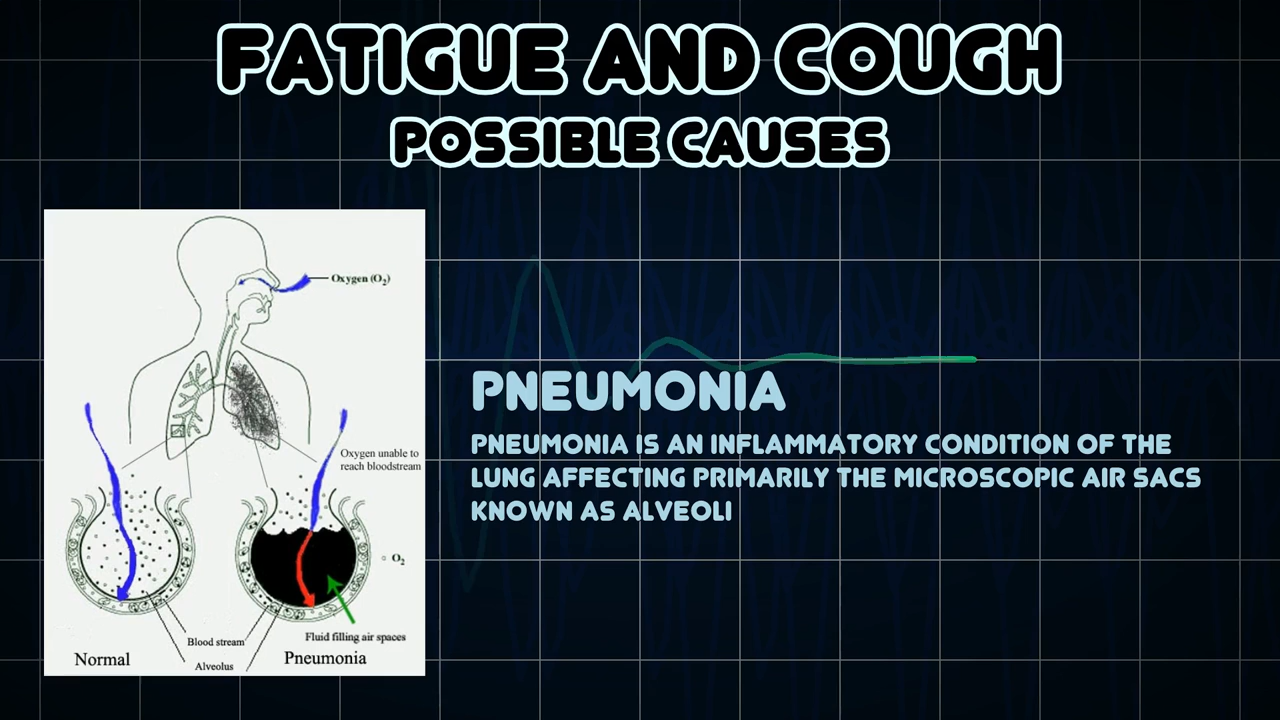 FATIGUE AND COUGH
POSSIBLE CAUSES
Oxygen (O₂)
Oxygen unable to
reach bloodstream
O₂
Blood stream
Fluid filling air spaces
Normal
Alveolus
Pneumonia
PNEUMONIA
PNEUMONIA IS AN INFLAMMATORY CONDITION OF THE
LUNG AFFECTING PRIMARILY THE MICROSCOPIC AIR SACS
KNOWN AS ALVEOLI